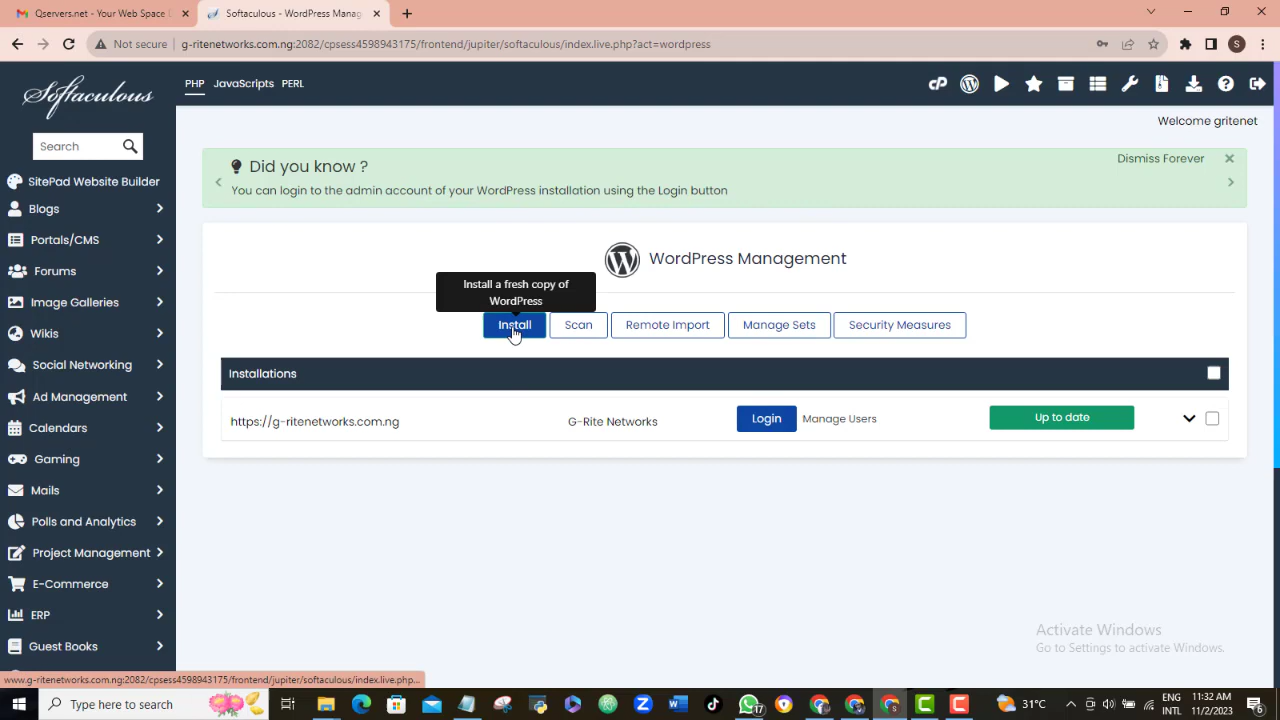 Qservers.net - Your Web Space D
Softaculous - WordPress Manag
Not secure
g-ritenetworks.com.ng:2082/cpsess4598943175/frontend/jupiter/softaculous/index.live.php?act=wordpress
S
Softaculous
PHP JavaScripts PERL
cP
Welcome gritenet
Search
SitePad Website Builder
Blogs
Portals/CMS
Forums
Image Galleries
Wikis
Social Networking
Ad Management
Calendars
Gaming
Mails
Polls and Analytics
Project Management
E-Commerce
ERP
Guest Books
Did you know ?
Dismiss Forever
You can login to the admin account of your WordPress installation using the Login button
WordPress Management
Install a fresh copy of
WordPress
Install Scan Remote Import Manage Sets Security Measures
Installations
https://g-ritenetworks.com.ng G-Rite Networks Login Manage Users Up to date
Activate Windows
Go to Settings to activate Windows.
www.g-ritenetworks.com.ng:2082/cpsess4598943175/frontend/jupiter/softaculous/index.live.php...
Type here to search
17
31°C
ENG
INTL
11:32 AM
11/2/2023
6